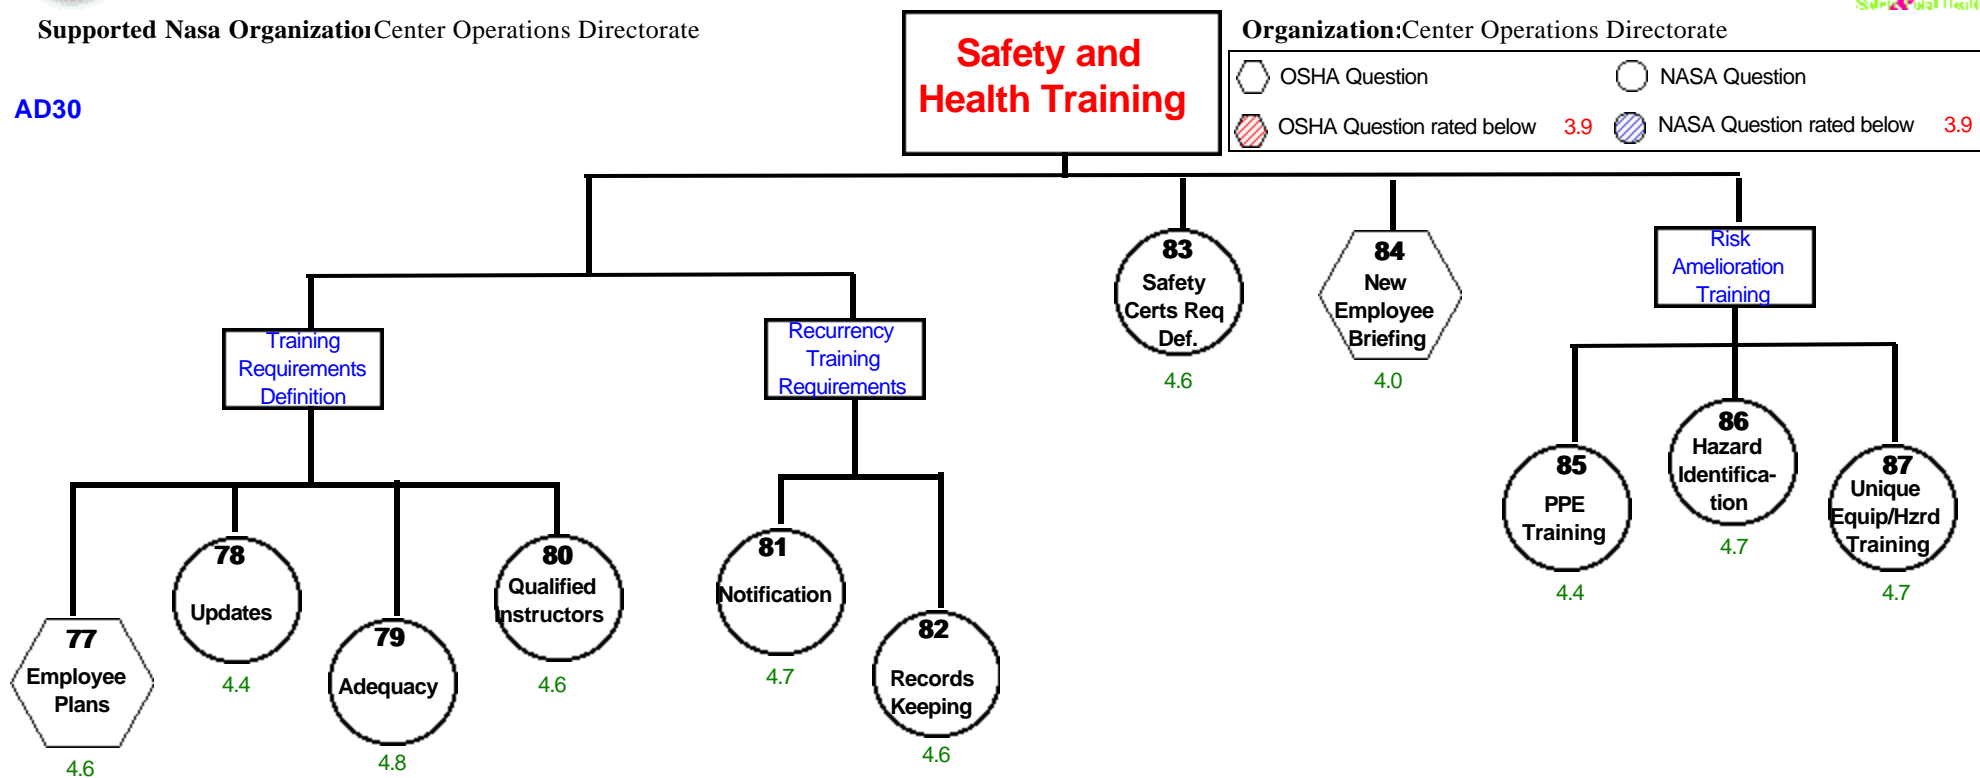 Supported Nasa Organization Center Operations Directorate
AD30
Safety and
Health Training
Organization: Center Operations Directorate
OSHA Question
NASA Question
OSHA Question rated below 3.9
NASA Question rated below 3.9
83
Safety
Certs Req
Def.
4.6
84
New
Employee
Briefing
4.0
Risk
Amelioration
Training
Training
Requirements
Definition
Recurrency
Training
Requirements
77
Employee
Plans
4.6
78
Updates
4.4
79
Adequacy
4.8
80
Qualified
Instructors
4.6
81
Notification
4.7
82
Records
Keeping
4.6
85
PPE
Training
4.4
86
Hazard
Identifica-
tion
4.7
87
Unique
Equip/Hzrd
Training
4.7